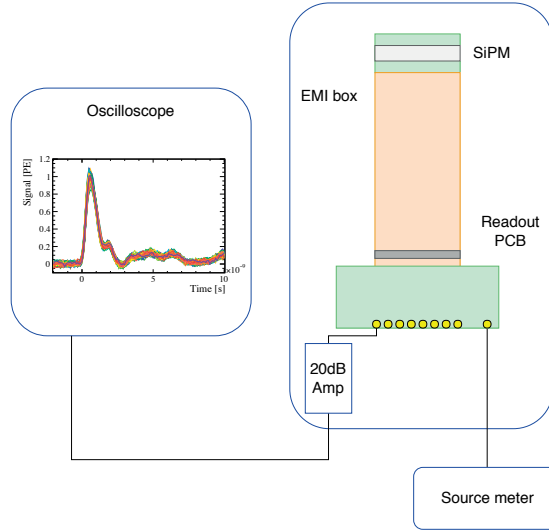 Oscilloscope
Signal [PE]
1.2
1
0.8
0.6
0.4
0.2
0
0
5
10
×10⁻⁹
Time [s]
SiPM
EMI box
Readout
PCB
20dB
Amp
Source meter